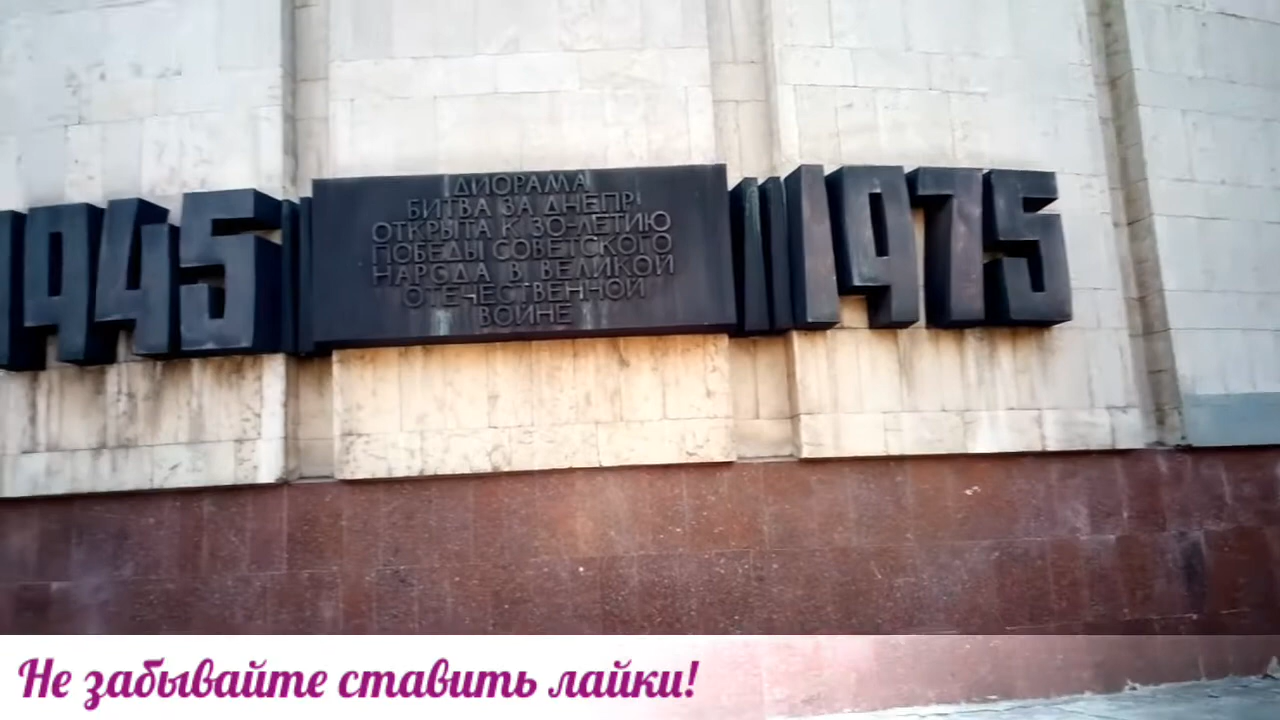 1945
ДИОРАМА
БИТВА ЗА ДНЕПР
ОТКРЫТА К 30-ЛЕТИЮ
ПОБЕДЫ СОВЕТСКОГО
НАРОДА В ВЕЛИКОЙ
ОТЕЧЕСТВЕННОЙ
ВОЙНЕ
1975
Не забывайте ставить лайки!